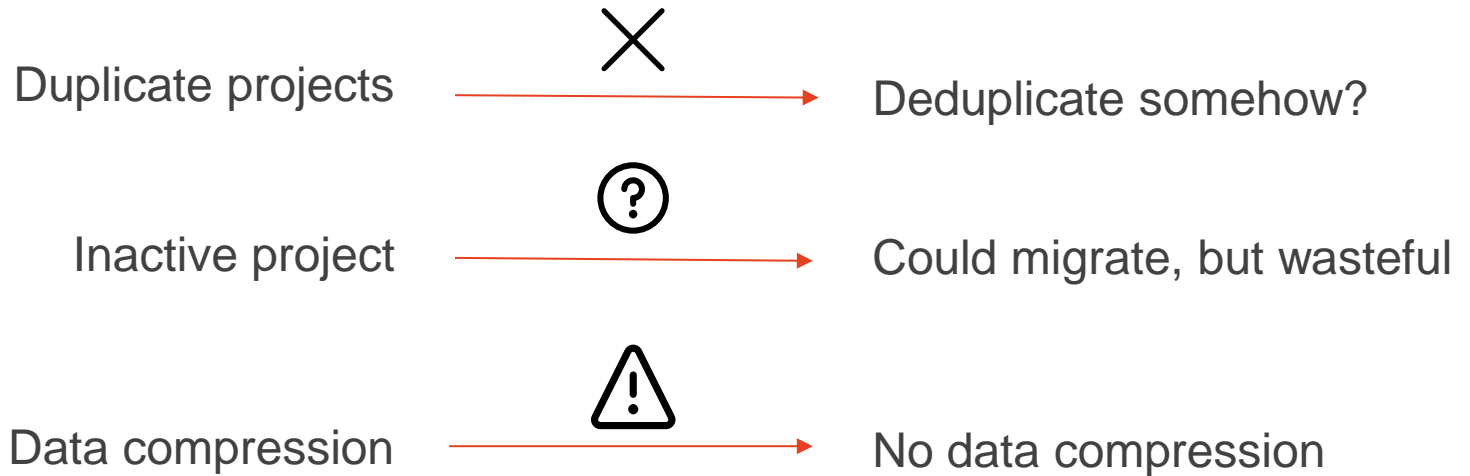 Duplicate projects
Deduplicate somehow?
Inactive project
Could migrate, but wasteful
Data compression
No data compression